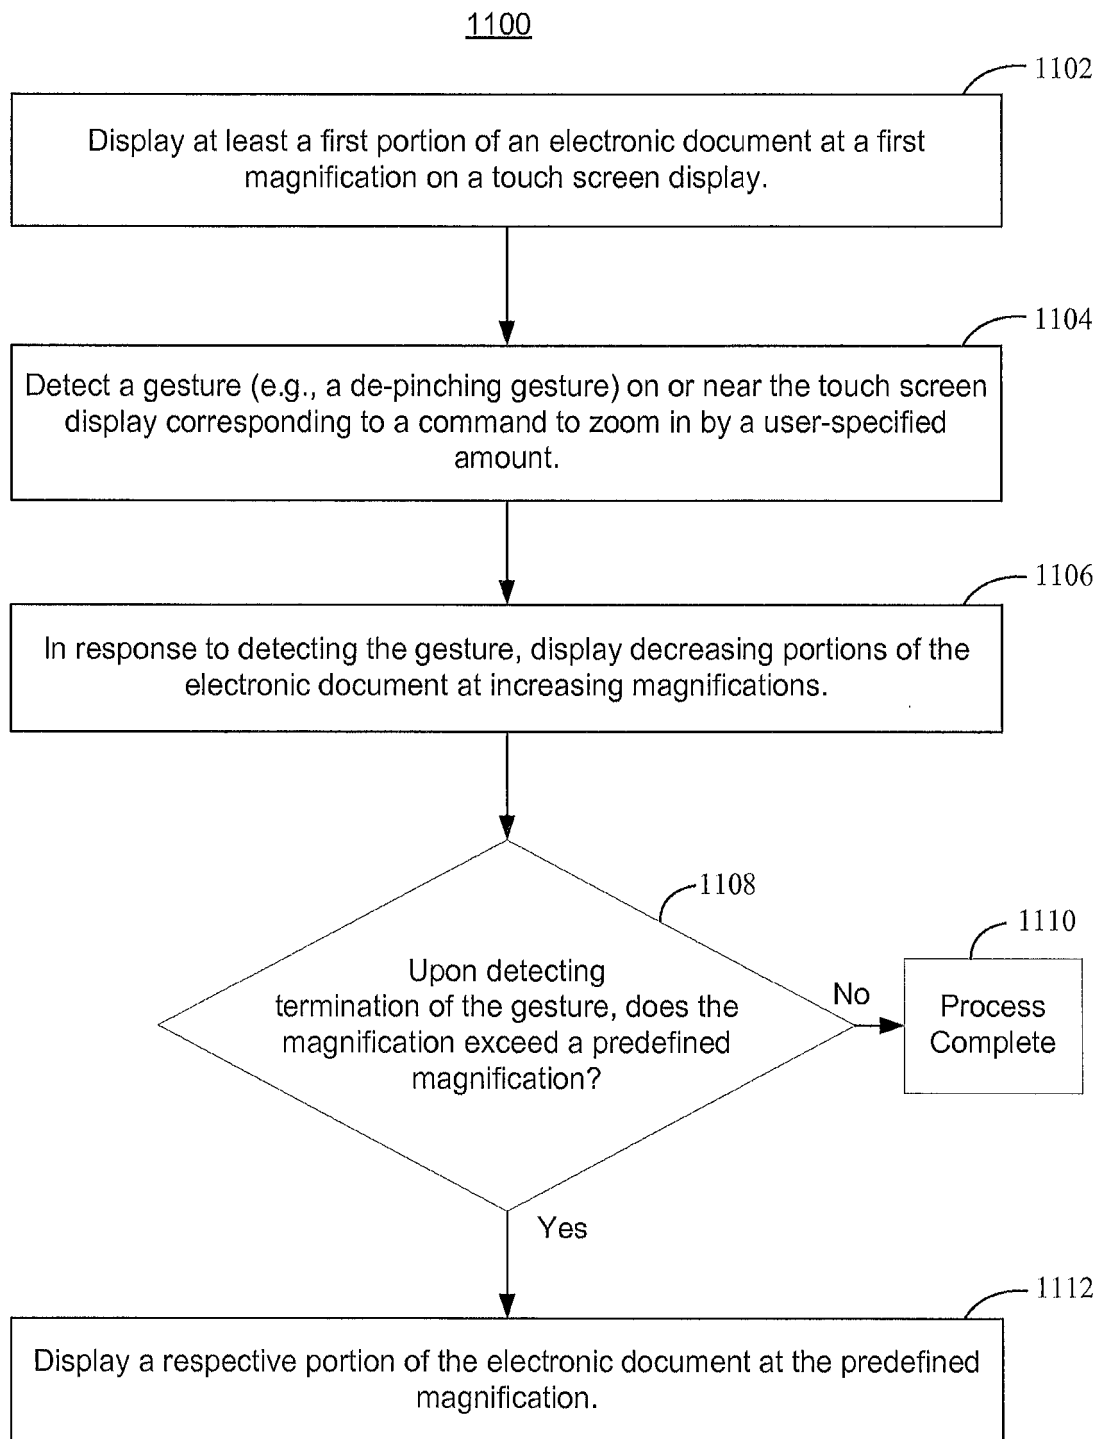 1100
1102
Display at least a first portion of an electronic document at a first
magnification on a touch screen display.
1104
Detect a gesture (e.g., a de-pinching gesture) on or near the touch screen
display corresponding to a command to zoom in by a user-specified
amount.
1106
In response to detecting the gesture, display decreasing portions of the
electronic document at increasing magnifications.
1108
Upon detecting
termination of the gesture, does the
magnification exceed a predefined
magnification?
No
1110
Process
Complete
Yes
1112
Display a respective portion of the electronic document at the predefined
magnification.